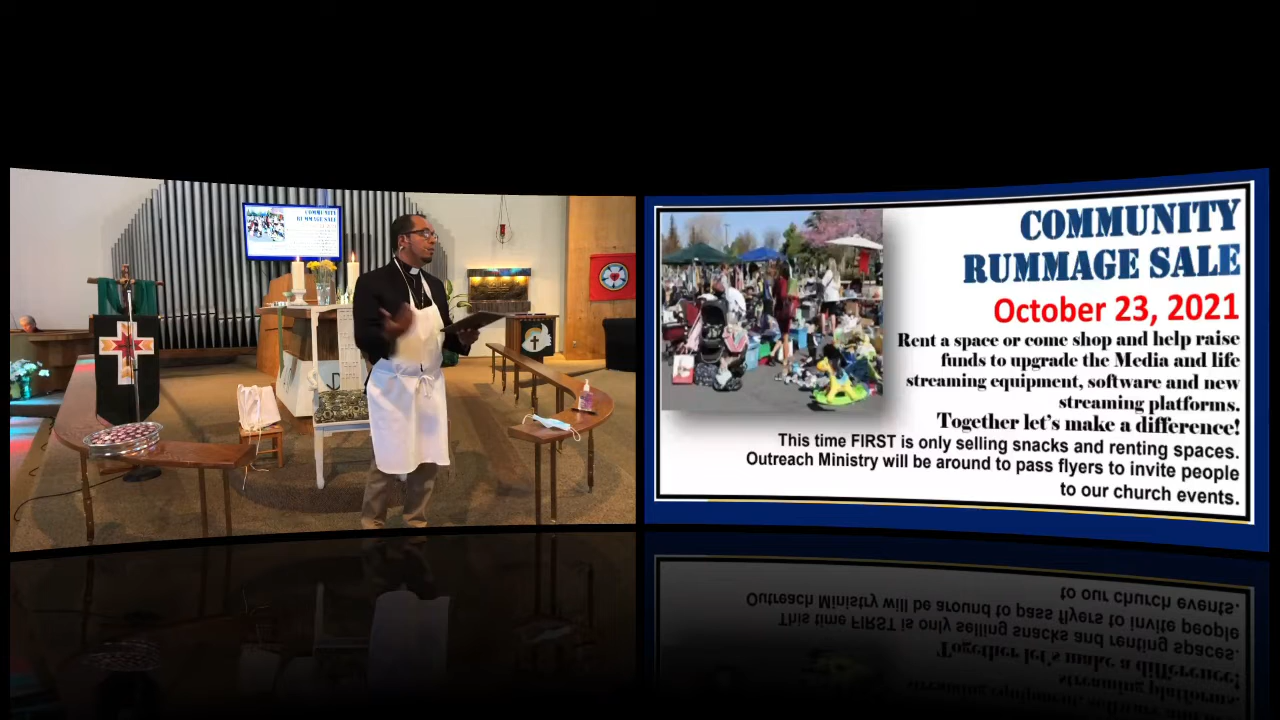 COMMUNITY
RUMMAGE SALE
COMMUNITY
RUMMAGE SALE
October 23, 2021
Rent a space or come shop and help raise
funds to upgrade the Media and life
streaming equipment, software and new
streaming platforms.
Together let's make a difference!
This time FIRST is only selling snacks and renting spaces.
Outreach Ministry will be around to pass flyers to invite people
to our church events.